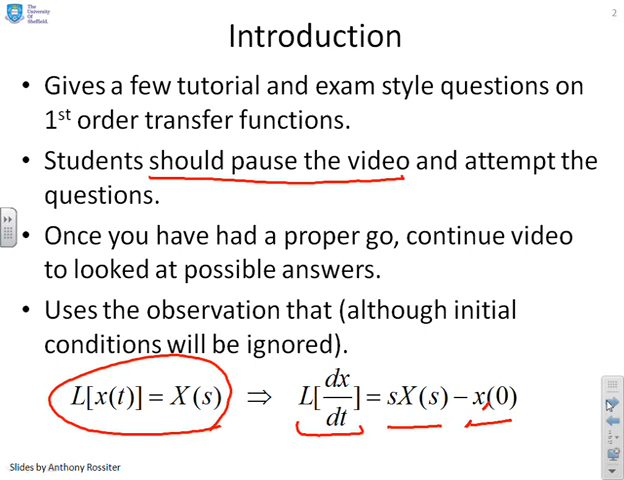 The
University
Of
Sheffield.
2
Introduction
• Gives a few tutorial and exam style questions on
1st order transfer functions.
• Students should pause the video and attempt the
questions.
• Once you have had a proper go, continue video
to looked at possible answers.
• Uses the observation that (although initial
conditions will be ignored).
L[x(t)] = X(s) ⇒ L[dx/dt] = sX(s) − x(0)
Slides by Anthony Rossiter